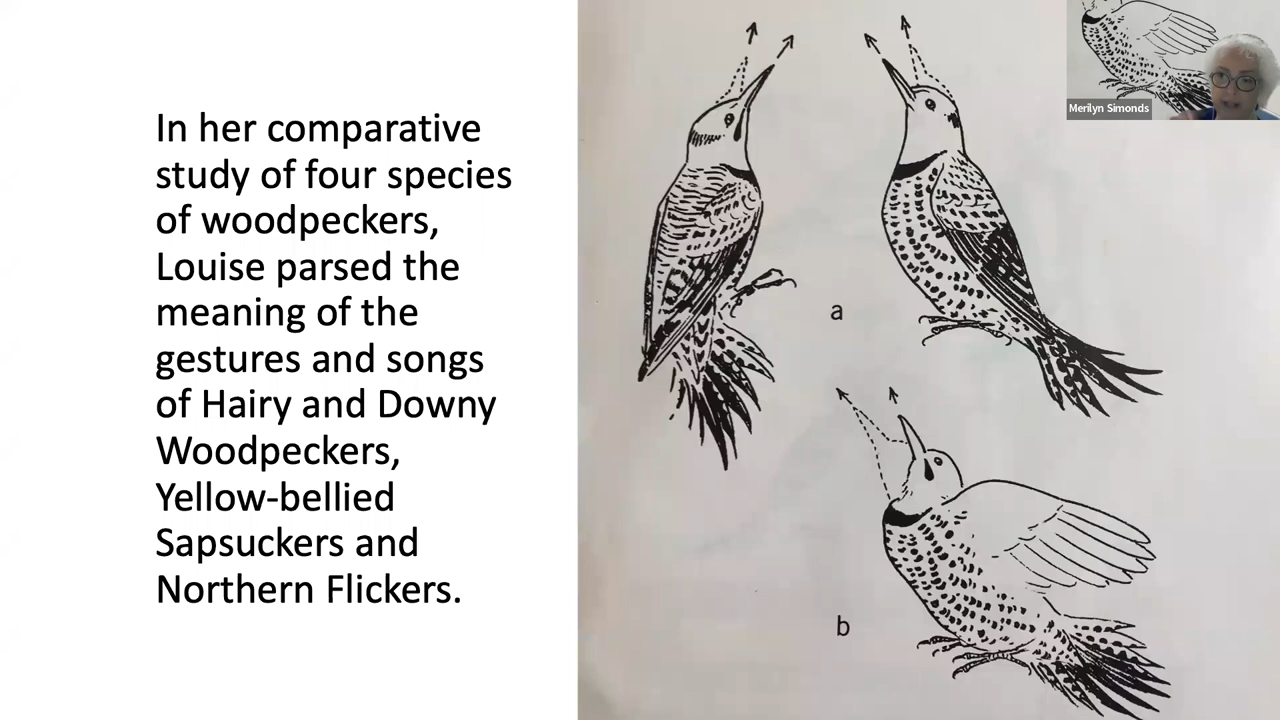 In her comparative
study of four species
of woodpeckers,
Louise parsed the
meaning of the
gestures and songs
of Hairy and Downy
Woodpeckers,
Yellow-bellied
Sapsuckers and
Northern Flickers.
a
b
Merilyn Simonds